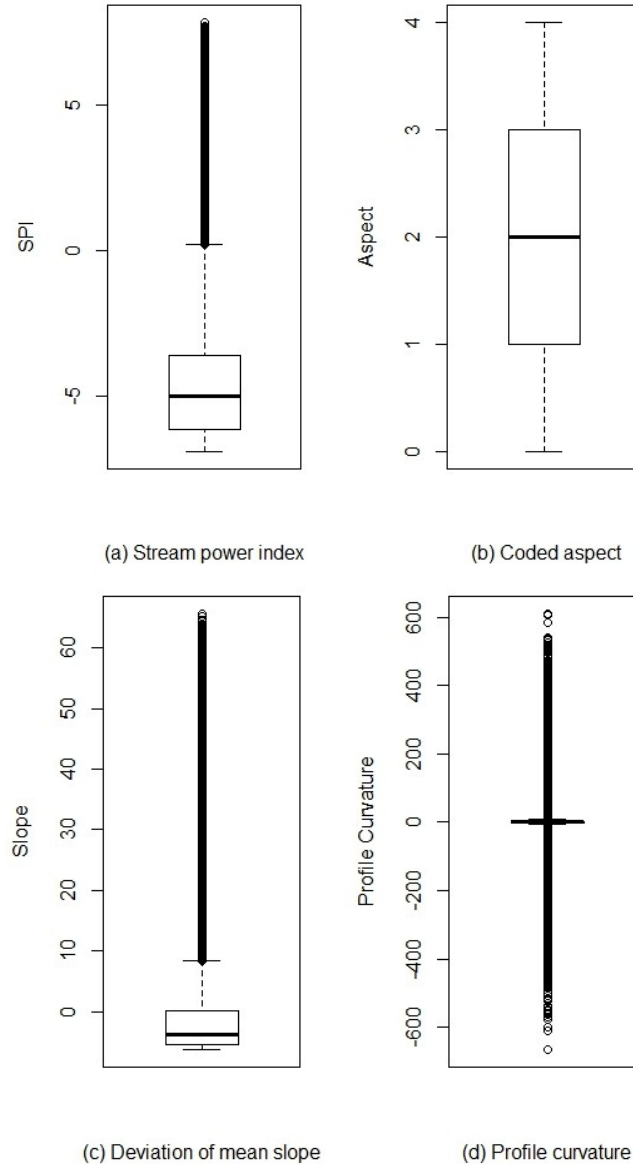 SPI
5
0
-5
(a) Stream power index
Aspect
4
3
2
1
0
(b) Coded aspect
Slope
60
50
40
30
20
10
0
(c) Deviation of mean slope
Profile Curvature
600
400
200
0
-200
-400
-600
(d) Profile curvature